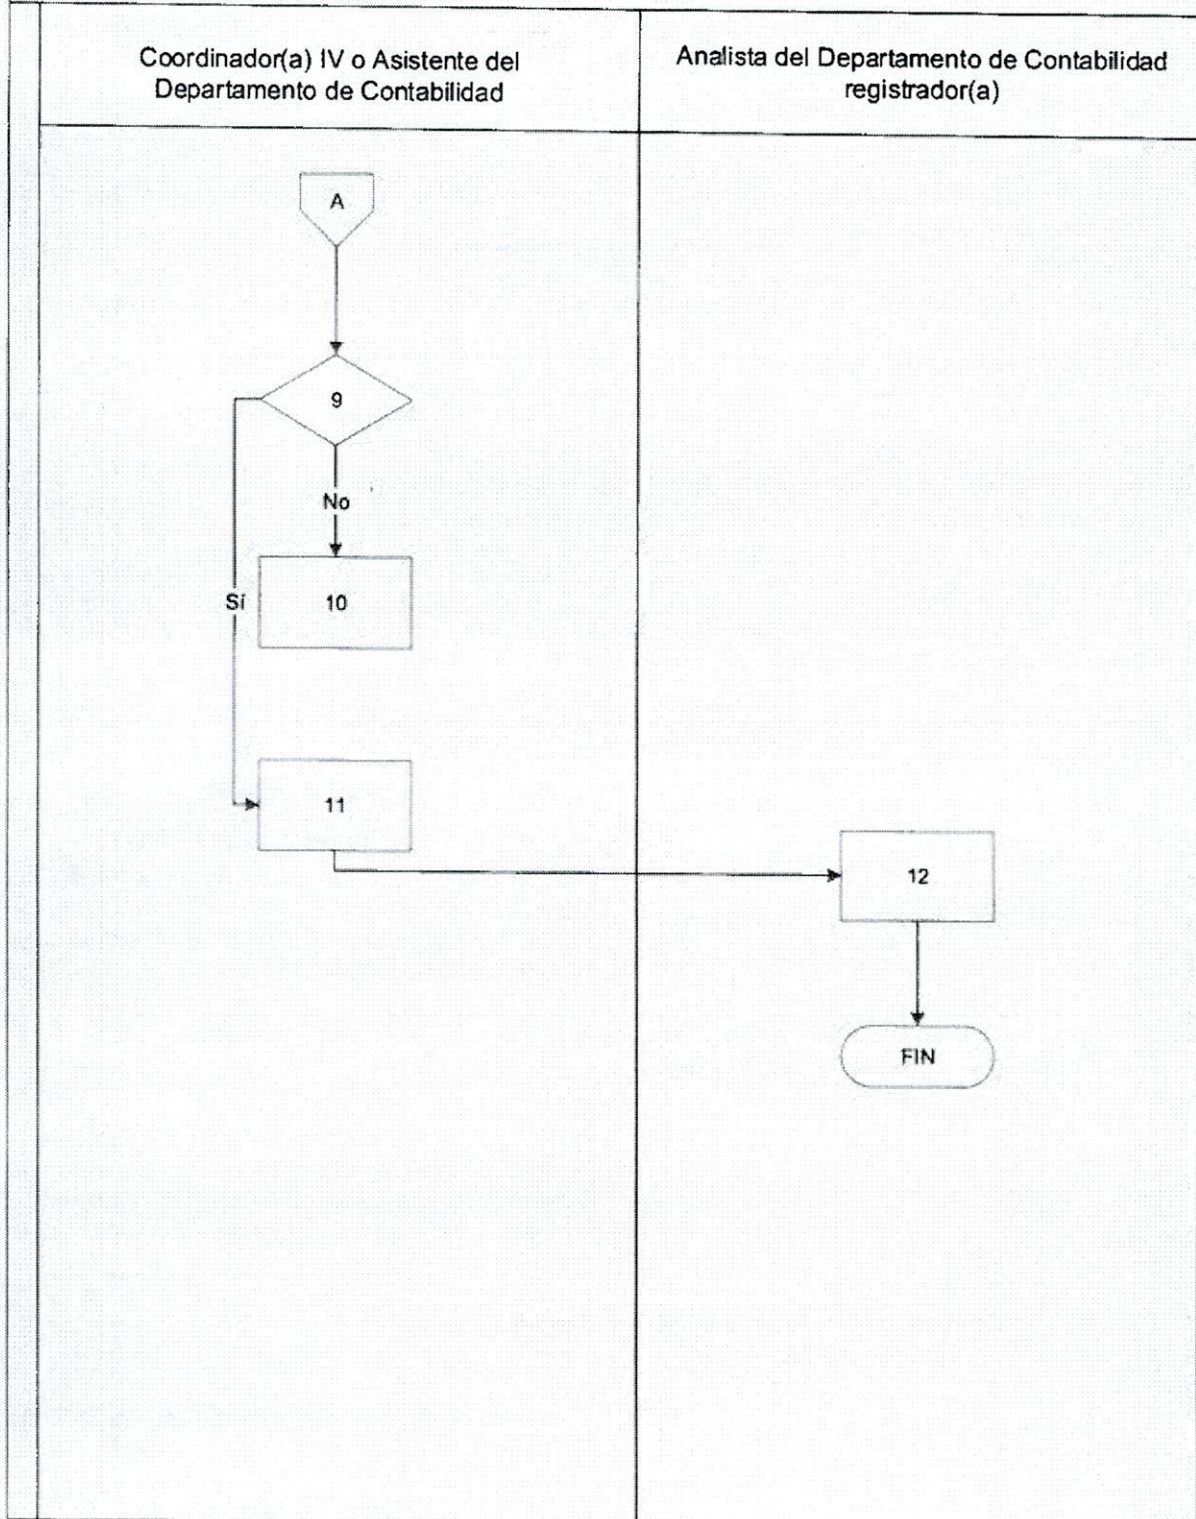 Coordinador(a) IV o Asistente del
Departamento de Contabilidad
Analista del Departamento de Contabilidad
registrador(a)
A
9
No
Sí
10
11
12
FIN